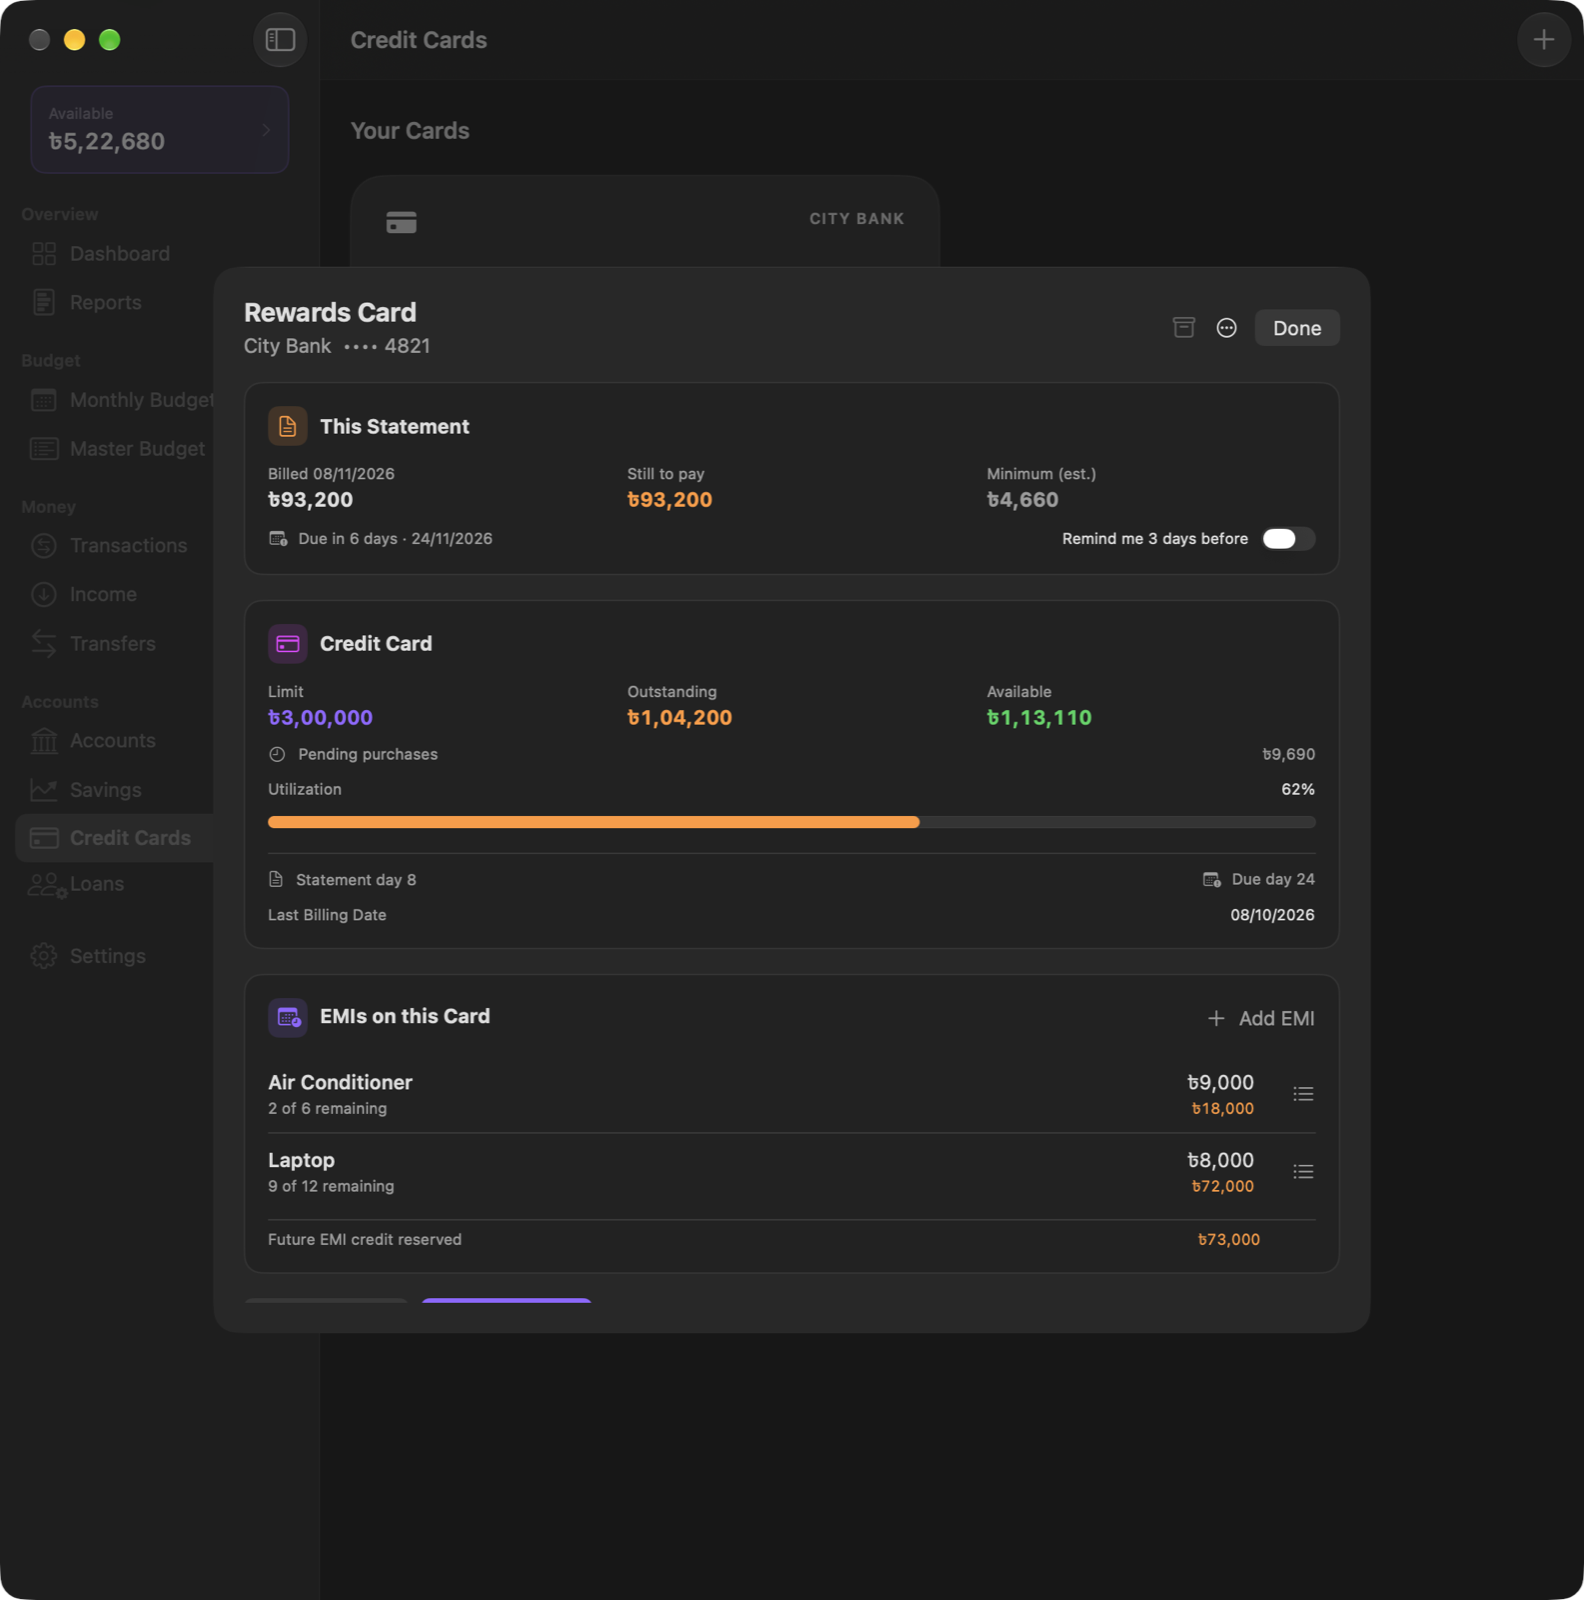 Credit Cards
Available
৳5,22,680
Your Cards
CITY BANK
Overview
Dashboard
Reports
Budget
Monthly Budget
Master Budget
Money
Transactions
Income
Transfers
Accounts
Accounts
Savings
Credit Cards
Loans
Settings
Rewards Card
City Bank •••• 4821
Done
This Statement
Billed 08/11/2026 Still to pay Minimum (est.)
৳93,200 ৳93,200 ৳4,660
Due in 6 days · 24/11/2026 Remind me 3 days before
Credit Card
Limit Outstanding Available
৳3,00,000 ৳1,04,200 ৳1,13,110
Pending purchases ৳9,690
Utilization 62%
Statement day 8 Due day 24
Last Billing Date 08/10/2026
EMIs on this Card + Add EMI
Air Conditioner ৳9,000
2 of 6 remaining ৳18,000
Laptop ৳8,000
9 of 12 remaining ৳72,000
Future EMI credit reserved ৳73,000